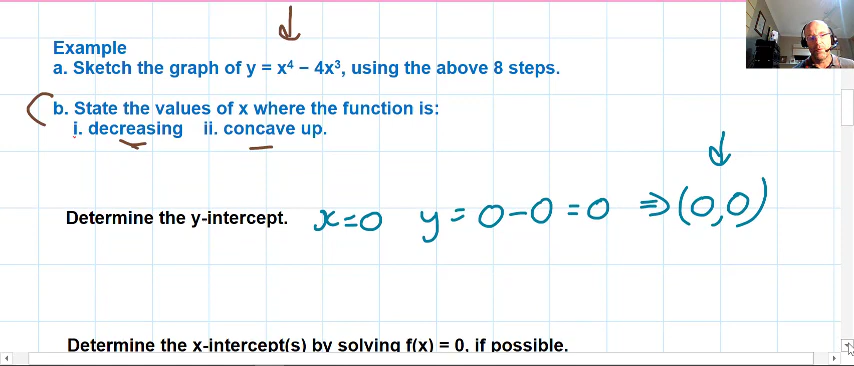 Example
a. Sketch the graph of y = x⁴ – 4x³, using the above 8 steps.
b. State the values of x where the function is:
i. decreasing ii. concave up.
Determine the y-intercept. x=0 y = 0-0 = 0 ⇒ (0,0)
Determine the x-intercept(s) by solving f(x) = 0, if possible.